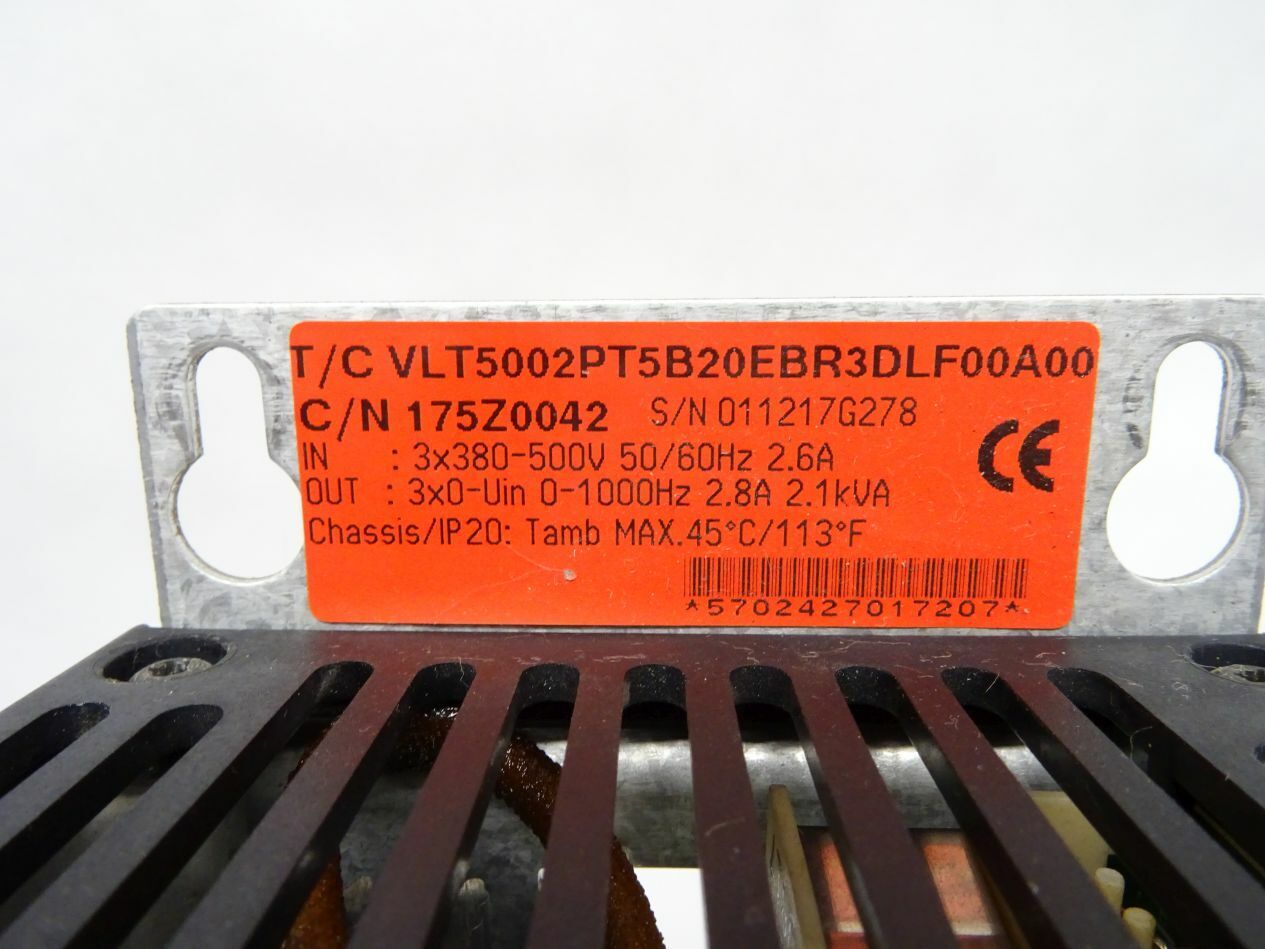 T/C VLT5002PT5B20EBR3DLF00A00
C/N 175Z0042 S/N 011217G278
IN : 3x380-500V 50/60Hz 2.6A
OUT : 3x0-Uin 0-1000Hz 2.8A 2.1kVA
CE
Chassis/IP20: Tamb MAX.45°C/113°F
*5702427017207*